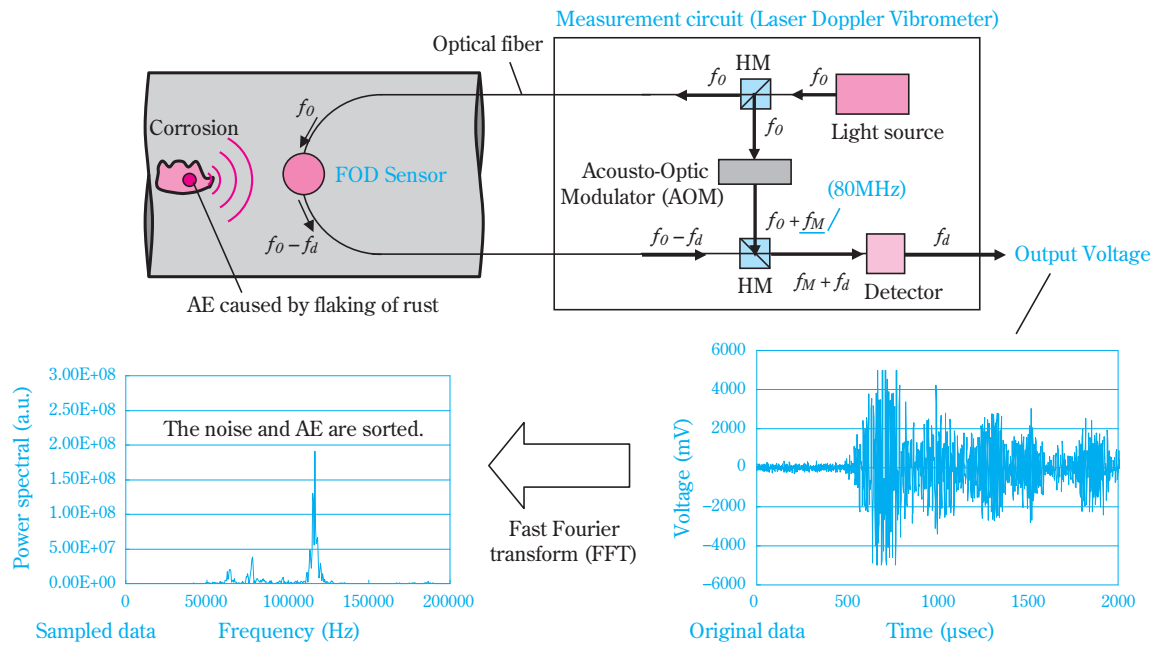 Measurement circuit (Laser Doppler Vibrometer)
Optical fiber
HM
f0
f0
f0
Light source
f0
Corrosion
FOD Sensor
Acousto-Optic
Modulator (AOM)
(80MHz)
f0 + fM
f0 – fd
f0 – fd
fd
Output Voltage
HM
fM + fd
Detector
AE caused by flaking of rust
3.00E+08
2.50E+08
2.00E+08
1.50E+08
1.00E+08
5.00E+07
0.00E+00
Power spectral (a.u.)
The noise and AE are sorted.
0
50000
100000
150000
200000
Sampled data
Frequency (Hz)
Fast Fourier
transform (FFT)
6000
4000
2000
0
–2000
–4000
–6000
Voltage (mV)
0
500
1000
1500
2000
Original data
Time (µsec)